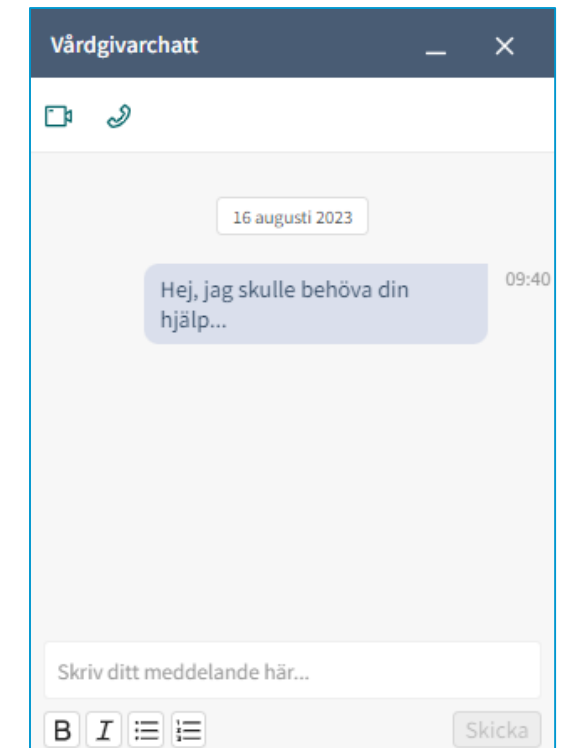 Vårdgivarchatt
16 augusti 2023
Hej, jag skulle behöva din
hjälp...
09:40
Skriv ditt meddelande här...
B I
Skicka